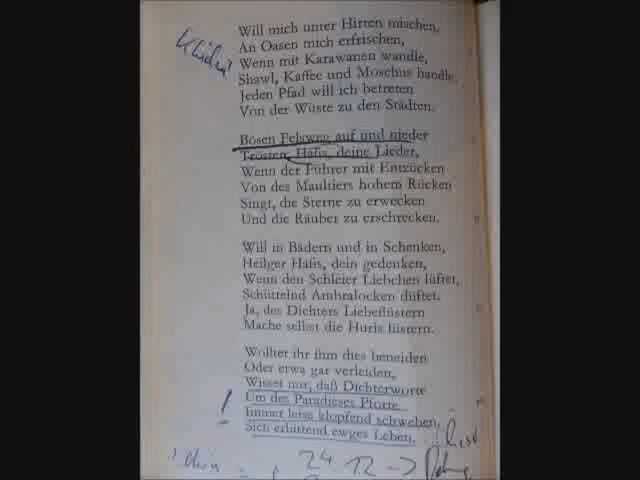 Will mich unter Hirten mischen,
An Oasen mich erfrischen,
Wenn mit Karawanen wandle,
Shawl, Kaffee und Moschus handle.
Jeden Pfad will ich betreten
Von der Wüste zu den Städten.
Bösen Felsweg auf und nieder
Trösten, Hafis, deine Lieder,
Wenn der Führer mit Entzücken
Von des Maultiers hohem Rücken
Singt, die Sterne zu erwecken
Und die Räuber zu erschrecken.
Will in Bädern und in Schenken,
Heilger Hafis, dein gedenken,
Wenn den Schleier Liebchen lüftet,
Schüttelnd Ambralocken düftet.
Ja, des Dichters Liebeflüstern
Mache selbst die Huris lüstern.
Wolltet ihr ihm dies beneiden
Oder etwa gar verleiden,
Wisset nur, daß Dichterworte
Um des Paradieses Pforte
! Immer leise klopfend schweben,
Sich erbittend ewges Leben.
24 12 ->